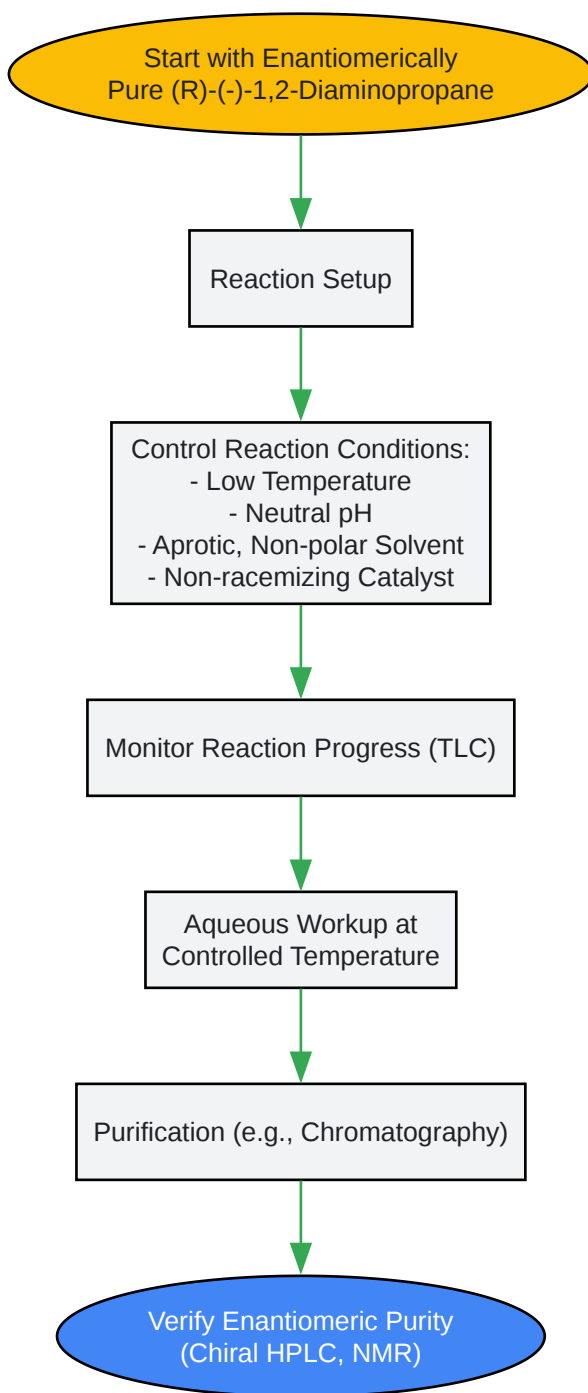 Start with Enantiomerically
Pure (R)-(-)-1,2-Diaminopropane
Reaction Setup
Control Reaction Conditions:
- Low Temperature
- Neutral pH
- Aprotic, Non-polar Solvent
- Non-racemizing Catalyst
Monitor Reaction Progress (TLC)
Aqueous Workup at
Controlled Temperature
Purification (e.g., Chromatography)
Verify Enantiomeric Purity
(Chiral HPLC, NMR)